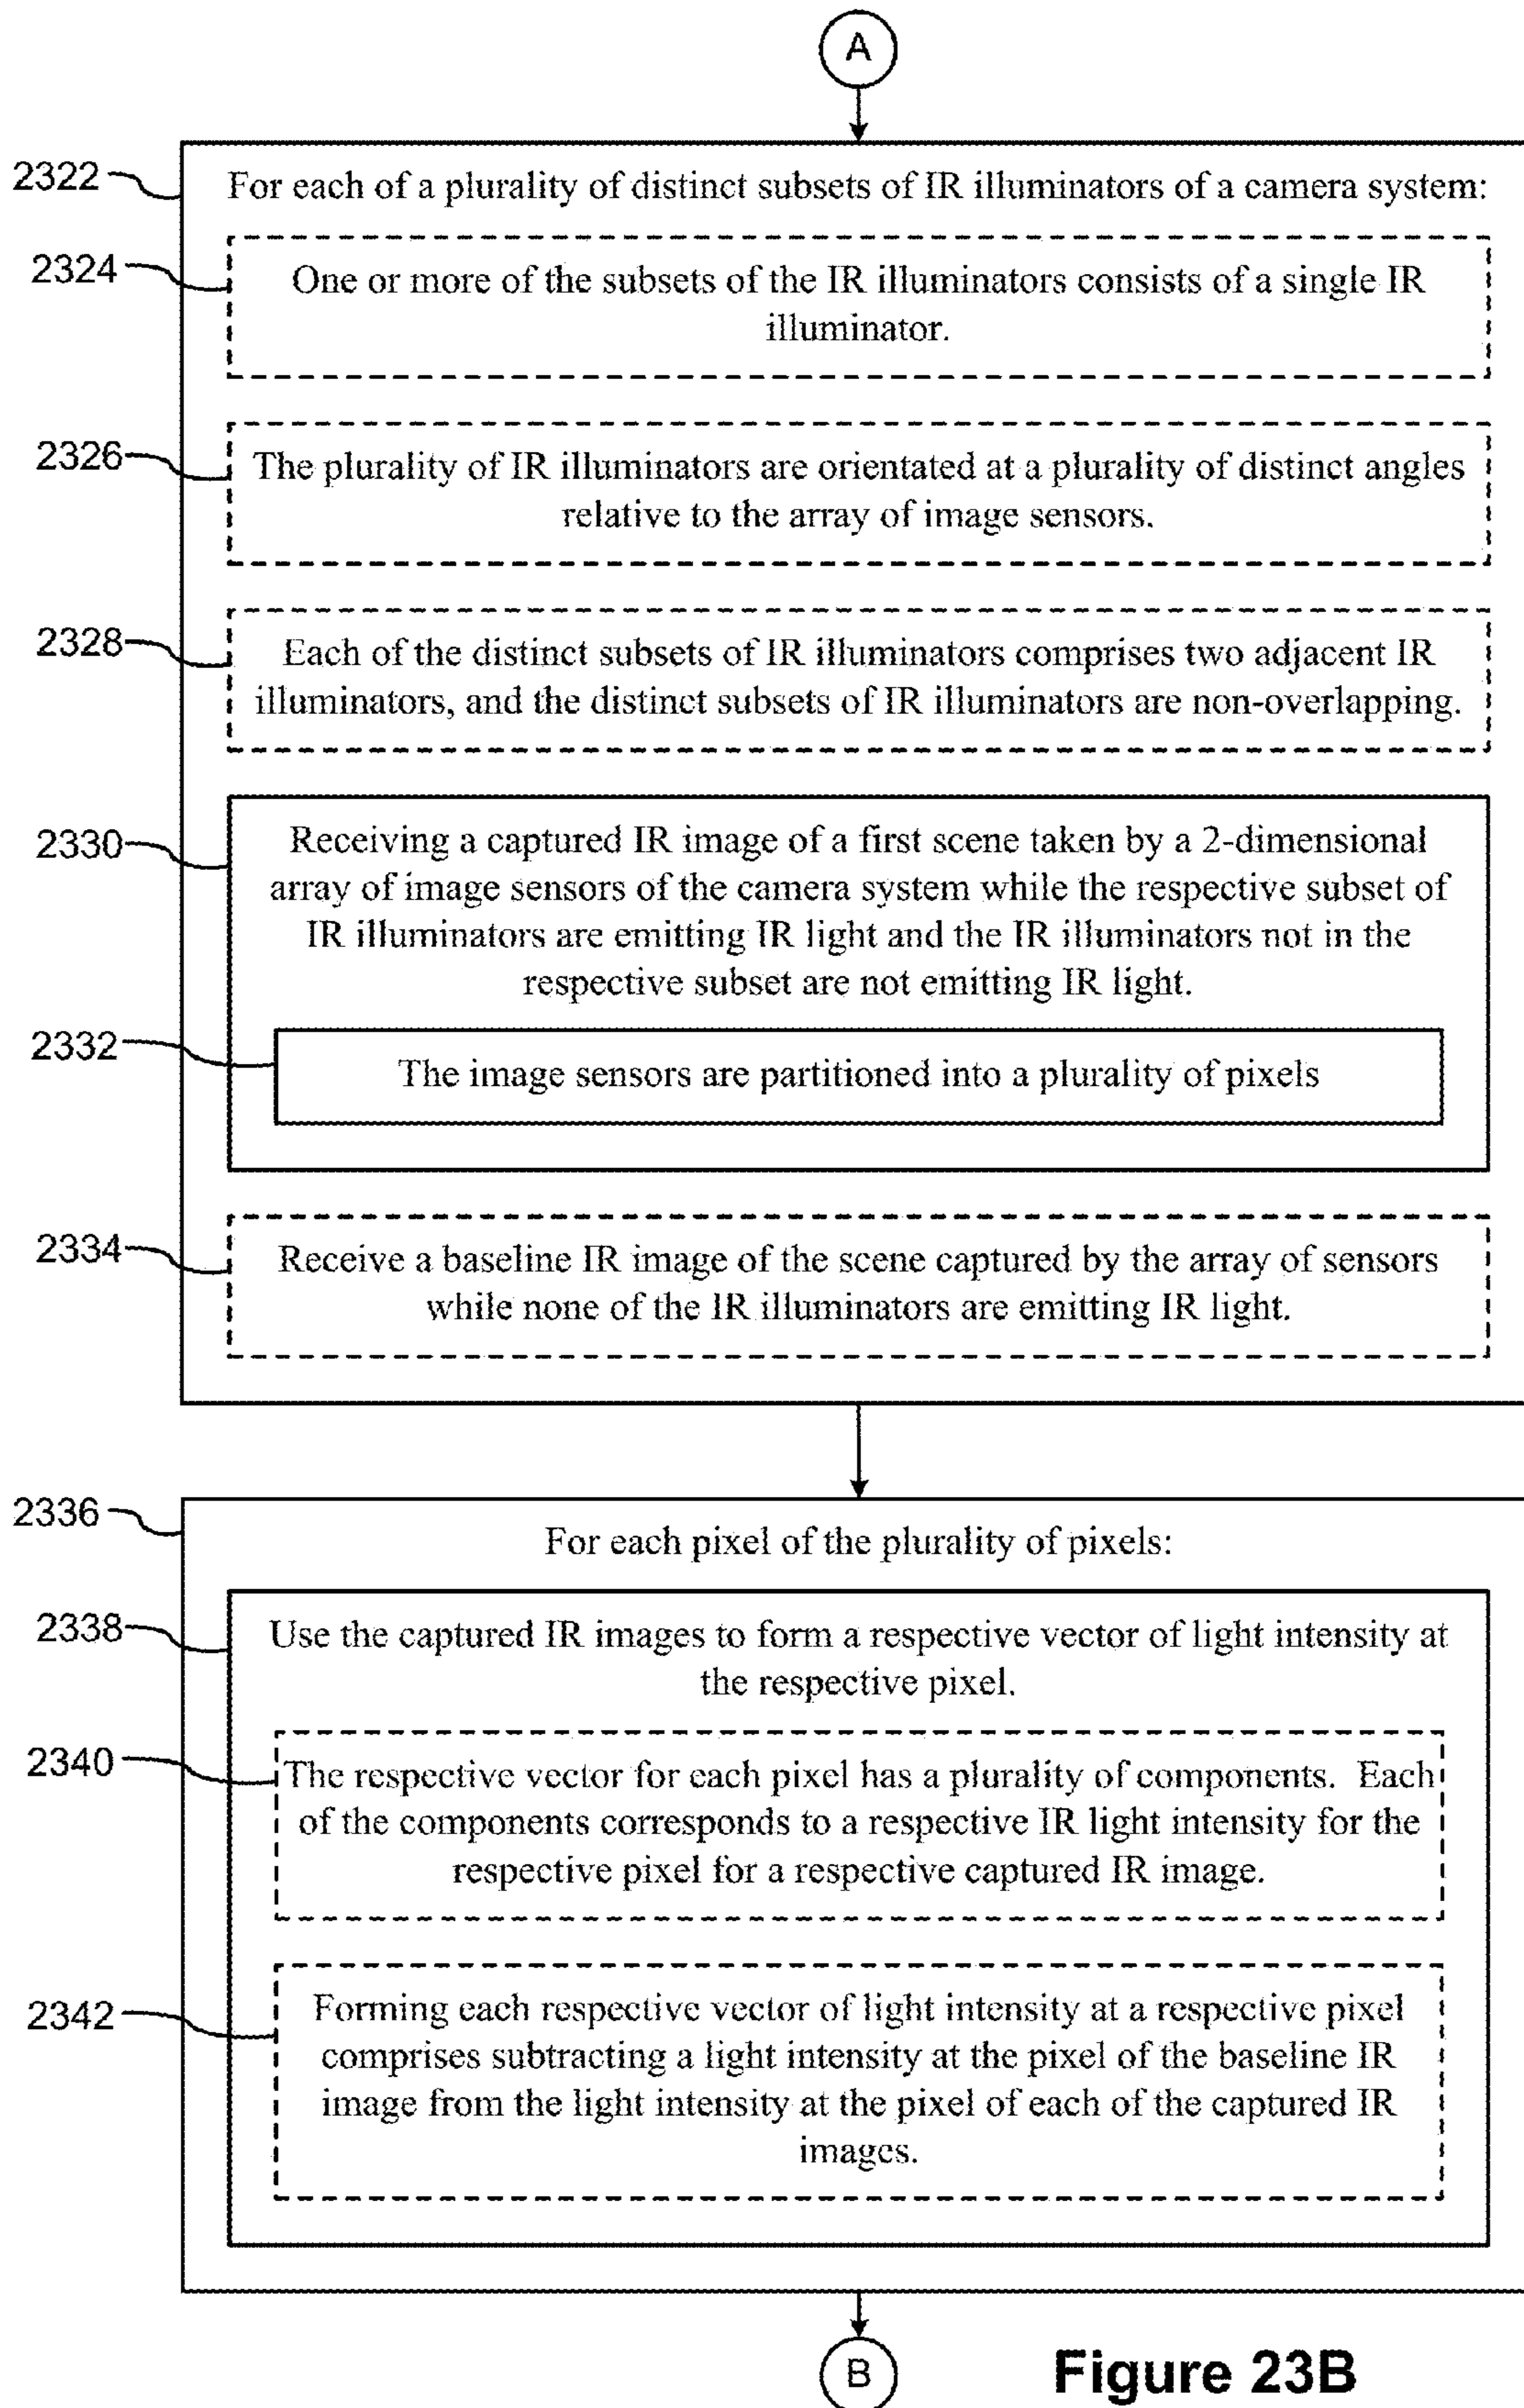 A
2322
For each of a plurality of distinct subsets of IR illuminators of a camera system:
2324
One or more of the subsets of the IR illuminators consists of a single IR
illuminator.
2326
The plurality of IR illuminators are orientated at a plurality of distinct angles
relative to the array of image sensors.
2328
Each of the distinct subsets of IR illuminators comprises two adjacent IR
illuminators, and the distinct subsets of IR illuminators are non-overlapping.
2330
Receiving a captured IR image of a first scene taken by a 2-dimensional
array of image sensors of the camera system while the respective subset of
IR illuminators are emitting IR light and the IR illuminators not in the
respective subset are not emitting IR light.
2332
The image sensors are partitioned into a plurality of pixels
2334
Receive a baseline IR image of the scene captured by the array of sensors
while none of the IR illuminators are emitting IR light.
2336
For each pixel of the plurality of pixels:
2338
Use the captured IR images to form a respective vector of light intensity at
the respective pixel.
2340
The respective vector for each pixel has a plurality of components.  Each
of the components corresponds to a respective IR light intensity for the
respective pixel for a respective captured IR image.
2342
Forming each respective vector of light intensity at a respective pixel
comprises subtracting a light intensity at the pixel of the baseline IR
image from the light intensity at the pixel of each of the captured IR
images.
B
Figure 23B